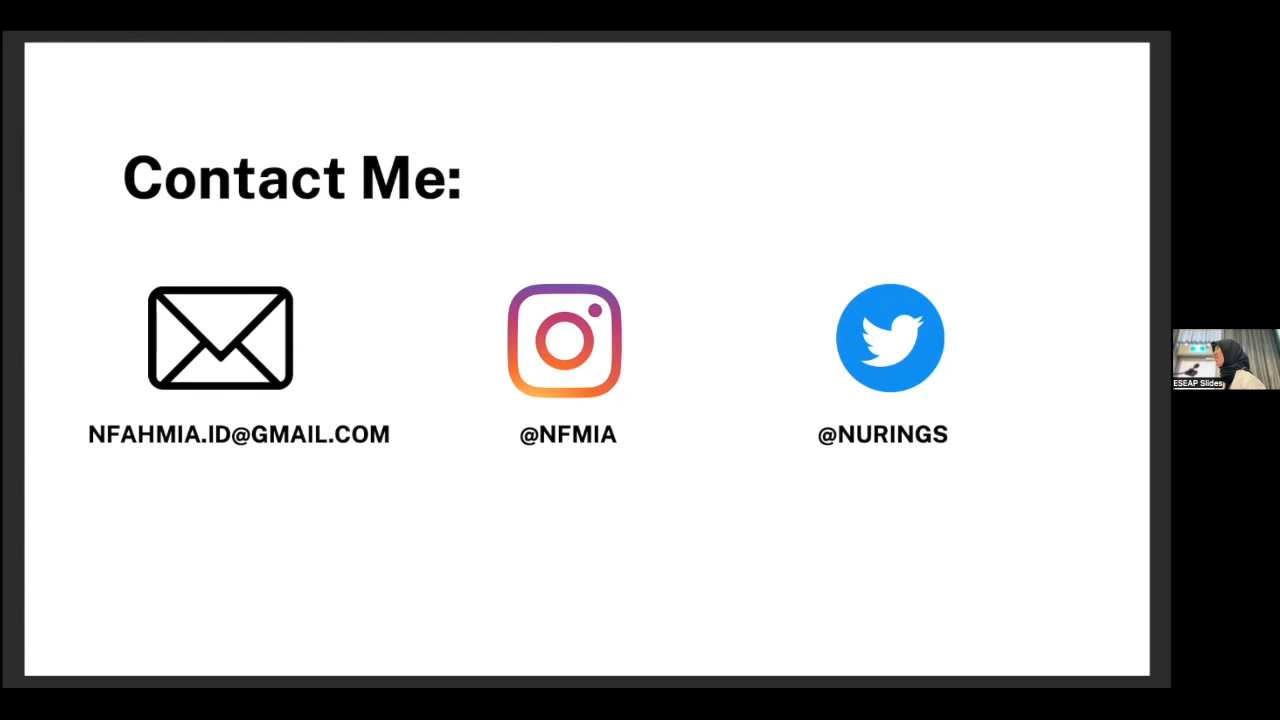 Contact Me:
NFAHMIA.ID@GMAIL.COM
@NFMIA
@NURINGS
ESEAP Slides